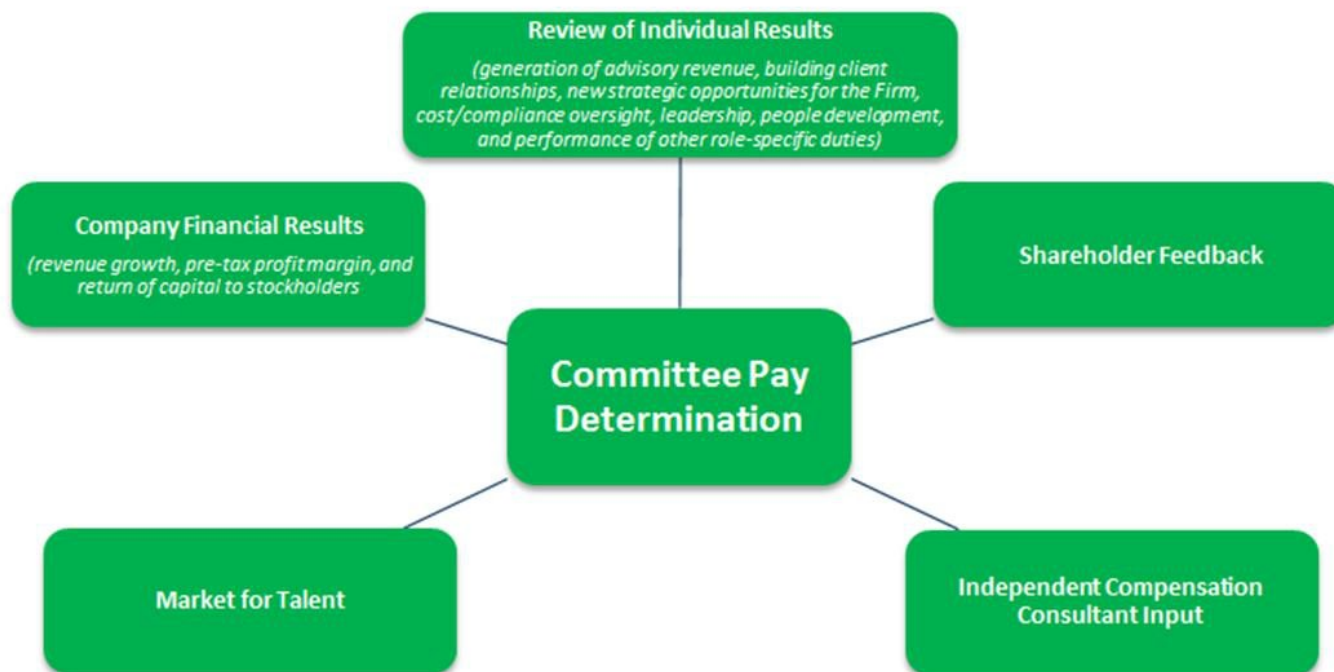 Review of Individual Results
(generation of advisory revenue, building client
relationships, new strategic opportunities for the Firm,
cost/compliance oversight, leadership, people development,
and performance of other role-specific duties)
Company Financial Results
(revenue growth, pre-tax profit margin, and
return of capital to stockholders
Shareholder Feedback
Committee Pay
Determination
Market for Talent
Independent Compensation
Consultant Input